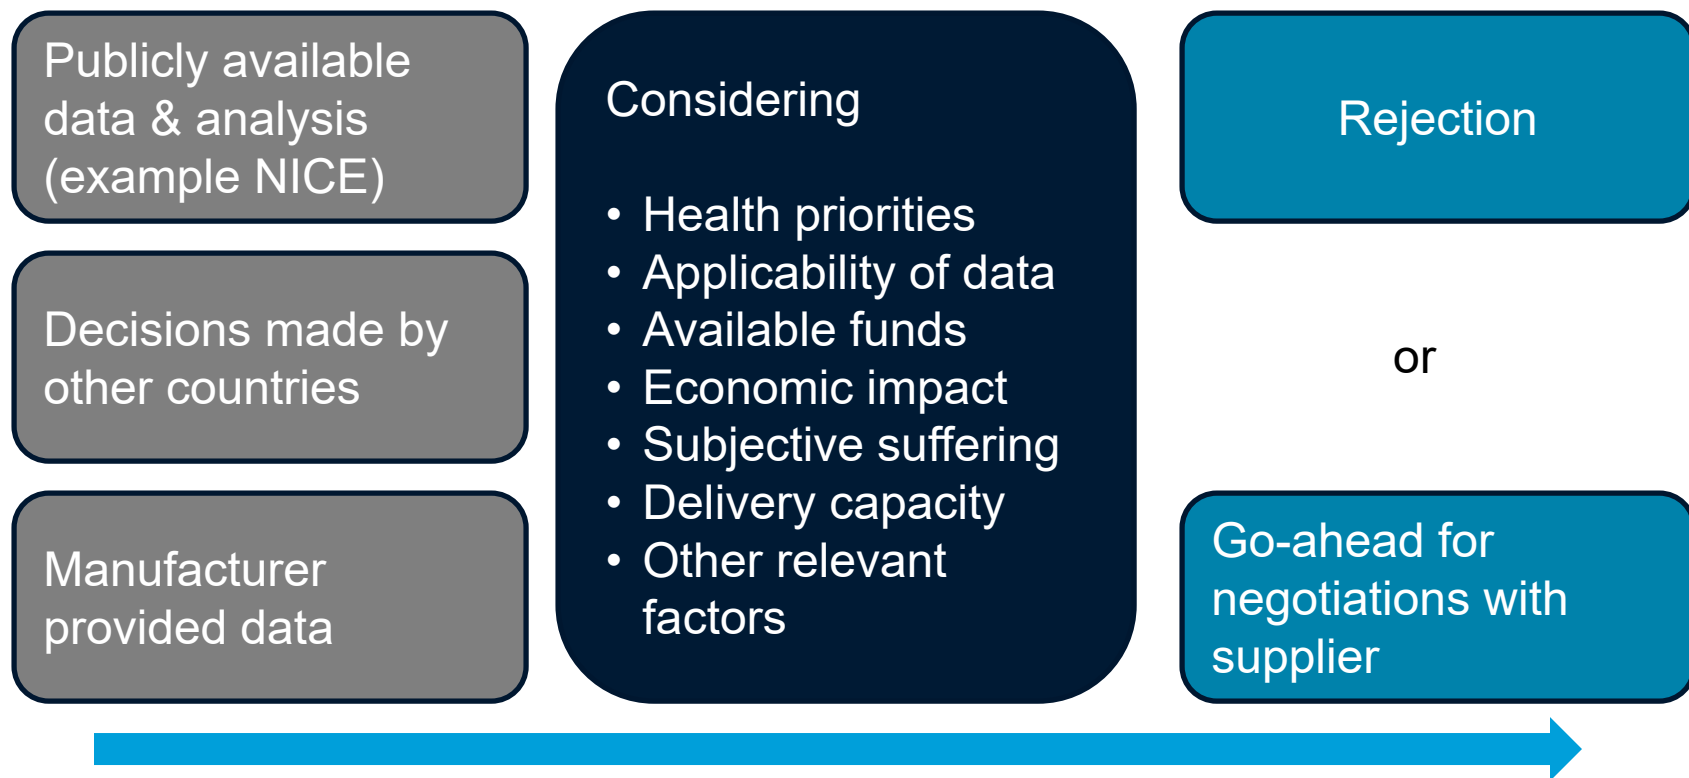 Publicly available
data & analysis
(example NICE)
Decisions made by
other countries
Manufacturer
provided data
Considering
• Health priorities
• Applicability of data
• Available funds
• Economic impact
• Subjective suffering
• Delivery capacity
• Other relevant
factors
Rejection
or
Go-ahead for
negotiations with
supplier